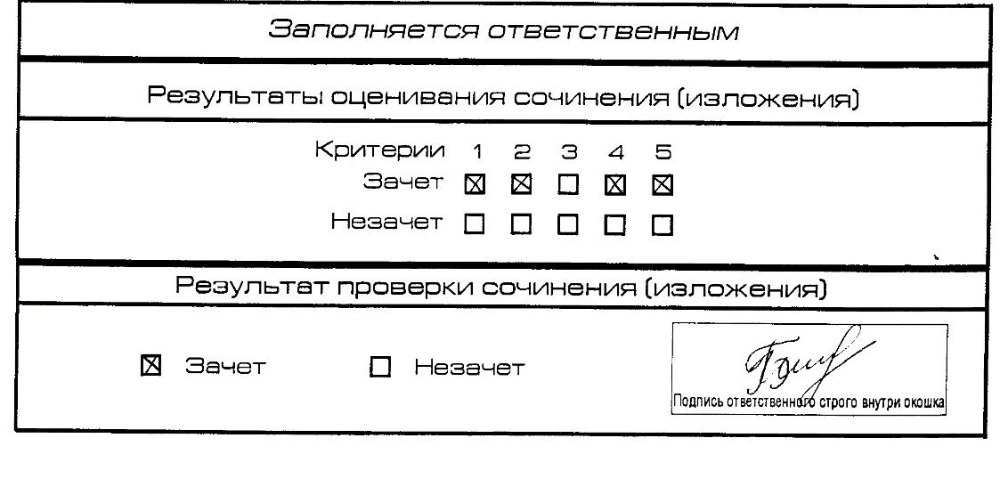 Заполняется ответственным
Результаты оценивания сочинения (изложения)
Критерии 1 2 3 4 5
Зачет ☒ ☒ ☐ ☒ ☒
Незачет ☐ ☐ ☐ ☐ ☐
Результат проверки сочинения (изложения)
☒ Зачет ☐ Незачет
Подпись ответственного строго внутри окошка